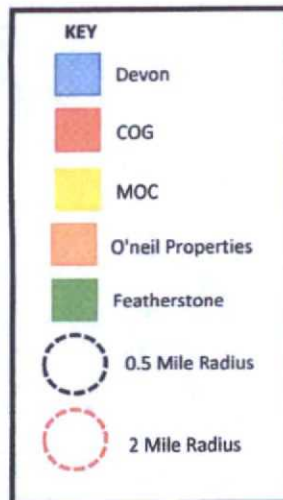 KEY
Devon
COG
MOC
O'neil Properties
Featherstone
0.5 Mile Radius
2 Mile Radius